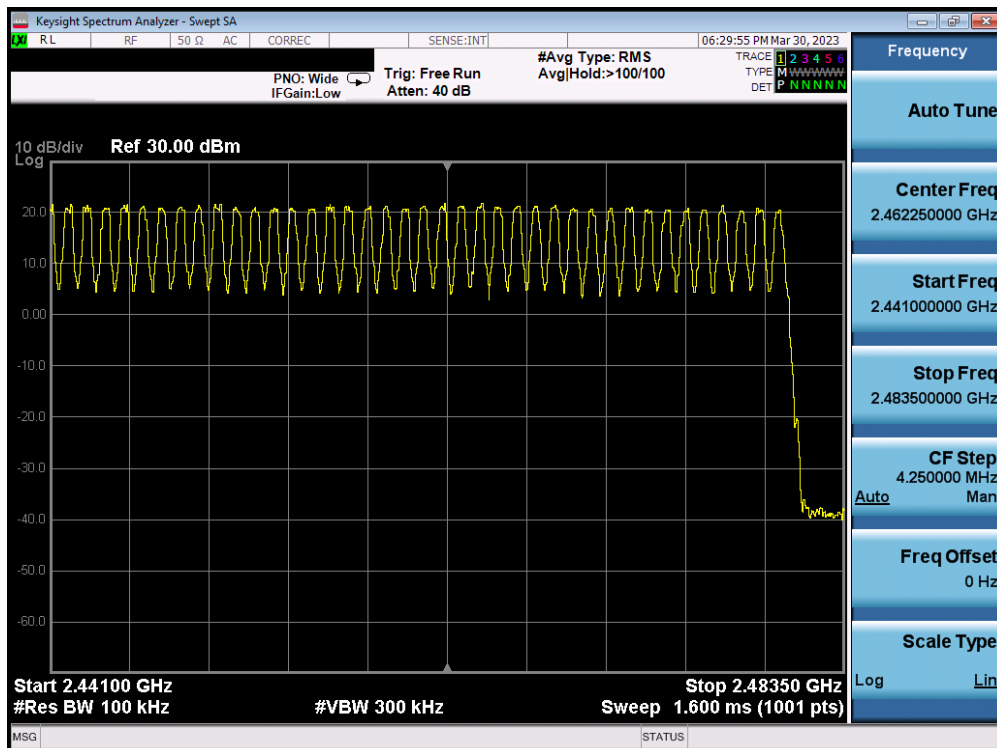 Keysight Spectrum Analyzer - Swept SA
LXI RL RF 50 Ω AC CORREC SENSE:INT 06:29:55 PM Mar 30, 2023
Frequency
PNO: Wide
IFGain:Low
Trig: Free Run
Atten: 40 dB
#Avg Type: RMS
Avg|Hold:>100/100
TRACE 1 2 3 4 5 6
TYPE M WWWWW
DET P N N N N N
Auto Tune
10 dB/div
Log
Ref 30.00 dBm
20.0
10.0
0.00
-10.0
-20.0
-30.0
-40.0
-50.0
-60.0
Center Freq
2.462250000 GHz
Start Freq
2.441000000 GHz
Stop Freq
2.483500000 GHz
CF Step
4.250000 MHz
Auto Man
Freq Offset
0 Hz
Scale Type
Log Lin
Start 2.44100 GHz Stop 2.48350 GHz
#Res BW 100 kHz #VBW 300 kHz Sweep 1.600 ms (1001 pts)
MSG STATUS